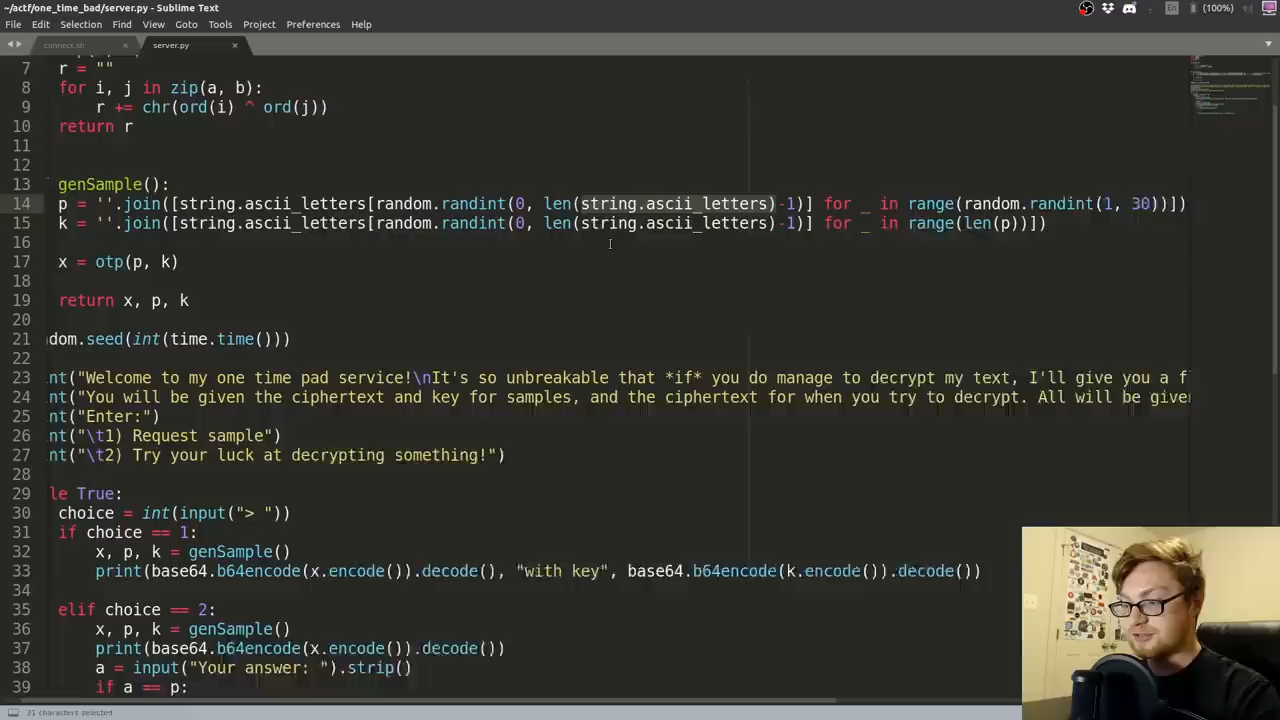 ~/actf/one_time_bad/server.py - Sublime Text
En (100%)
File Edit Selection Find View Goto Tools Project Preferences Help
connect.sh × server.py ×
7 r = ""
8 for i, j in zip(a, b):
9 r += chr(ord(i) ^ ord(j))
10 return r
11
12
13 genSample():
14 p = ''.join([string.ascii_letters[random.randint(0, len(string.ascii_letters)-1)] for _ in range(random.randint(1, 30))])
15 k = ''.join([string.ascii_letters[random.randint(0, len(string.ascii_letters)-1)] for _ in range(len(p))])
16
17 x = otp(p, k)
18
19 return x, p, k
20
21 dom.seed(int(time.time()))
22
23 nt("Welcome to my one time pad service!\nIt's so unbreakable that *if* you do manage to decrypt my text, I'll give you a f
24 nt("You will be given the ciphertext and key for samples, and the ciphertext for when you try to decrypt. All will be give
25 nt("Enter:")
26 nt("\t1) Request sample")
27 nt("\t2) Try your luck at decrypting something!")
28
29 le True:
30 choice = int(input("> "))
31 if choice == 1:
32 x, p, k = genSample()
33 print(base64.b64encode(x.encode()).decode(), "with key", base64.b64encode(k.encode()).decode())
34
35 elif choice == 2:
36 x, p, k = genSample()
37 print(base64.b64encode(x.encode()).decode())
38 a = input("Your answer: ").strip()
39 if a == p:
21 characters selected